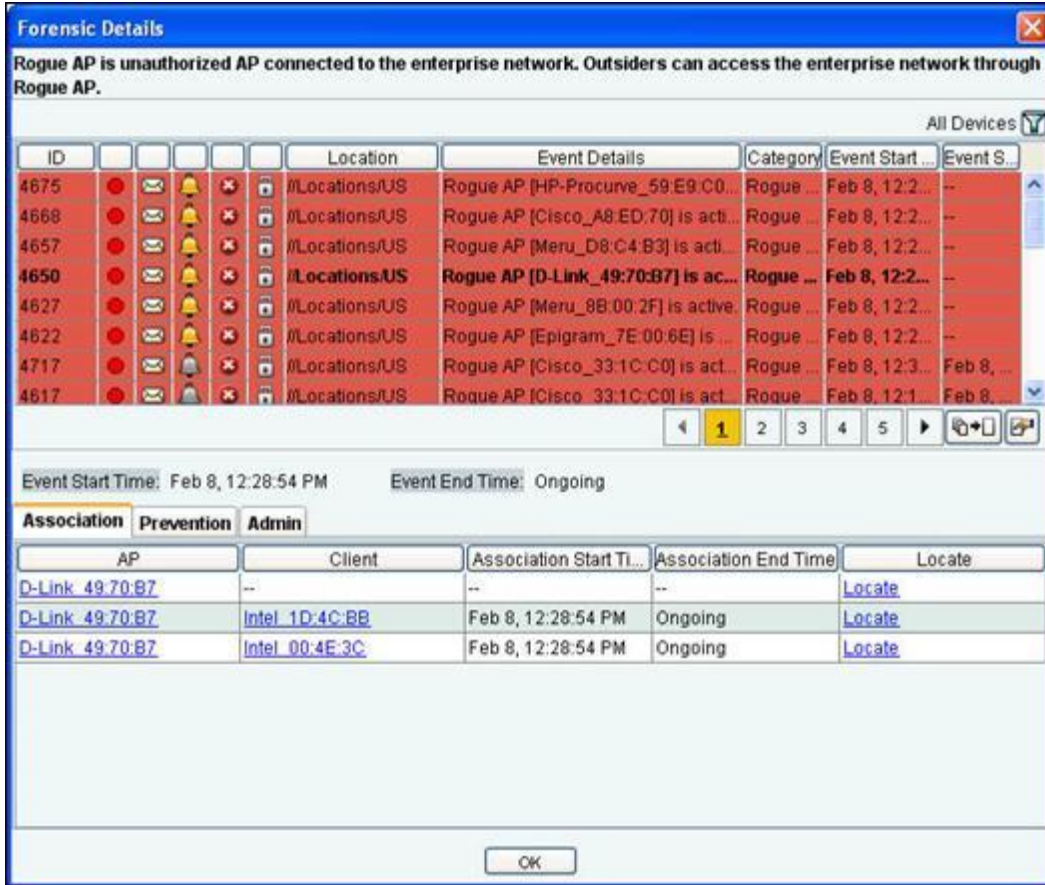 Forensic Details
Rogue AP is unauthorized AP connected to the enterprise network. Outsiders can access the enterprise network through
Rogue AP.
All Devices
ID Location Event Details Category Event Start ... Event S...
4675 //Locations/US Rogue AP [HP-Procurve_59:E9:C0... Rogue ... Feb 8, 12:2... --
4668 //Locations/US Rogue AP [Cisco_A8:ED:70] is acti... Rogue ... Feb 8, 12:2... --
4657 //Locations/US Rogue AP [Meru_D8:C4:B3] is acti... Rogue ... Feb 8, 12:2... --
4650 //Locations/US Rogue AP [D-Link_49:70:B7] is ac... Rogue ... Feb 8, 12:2... --
4627 //Locations/US Rogue AP [Meru_8B:00:2F] is active. Rogue ... Feb 8, 12:2... --
4622 //Locations/US Rogue AP [Epigram_7E:00:6E] is ... Rogue ... Feb 8, 12:2... --
4717 //Locations/US Rogue AP [Cisco_33:1C:C0] is act... Rogue ... Feb 8, 12:3... Feb 8, ...
4617 //Locations/US Rogue AP [Cisco_33:1C:C0] is act... Rogue ... Feb 8, 12:1... Feb 8, ...
1 2 3 4 5
Event Start Time: Feb 8, 12:28:54 PM Event End Time: Ongoing
Association Prevention Admin
AP Client Association Start Ti... Association End Time Locate
D-Link_49:70:B7 -- -- -- Locate
D-Link_49:70:B7 Intel_1D:4C:BB Feb 8, 12:28:54 PM Ongoing Locate
D-Link_49:70:B7 Intel_00:4E:3C Feb 8, 12:28:54 PM Ongoing Locate
OK